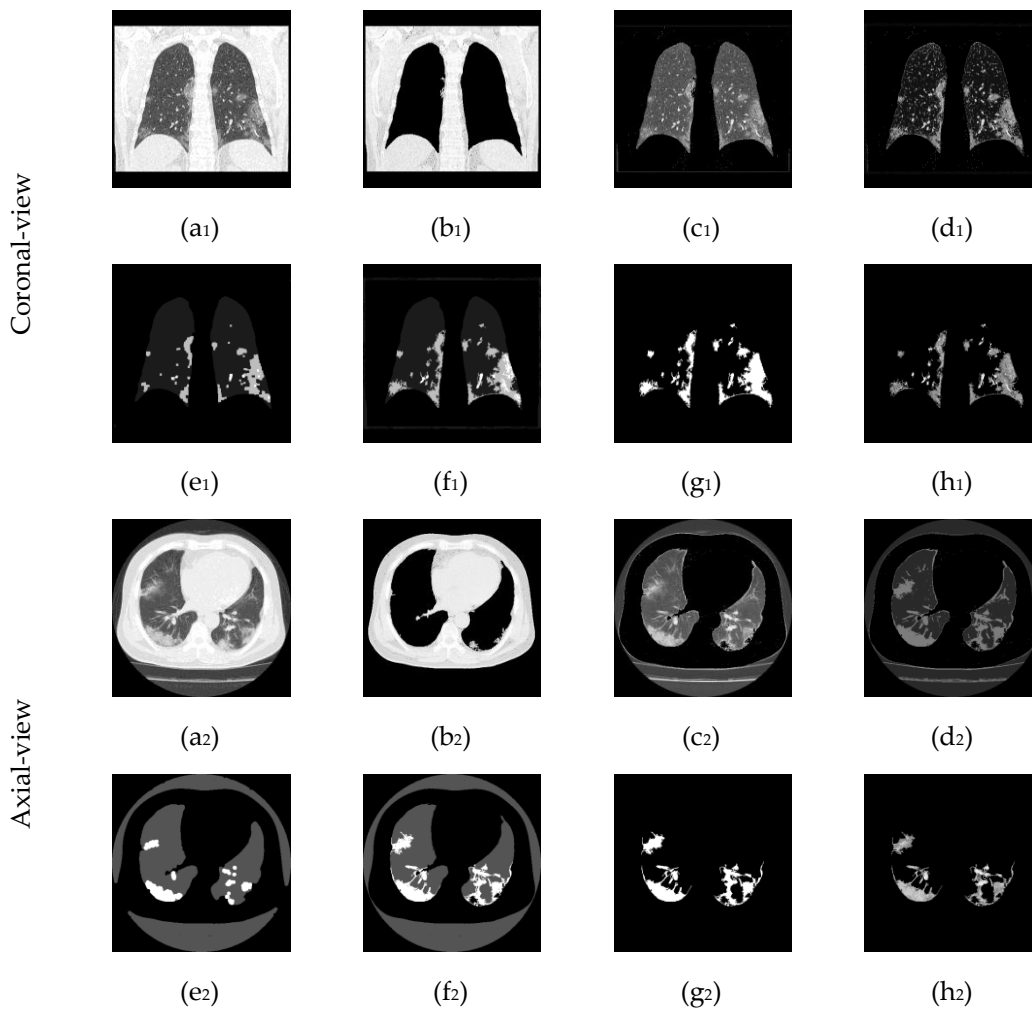 Coronal-view
(a1) (b1) (c1) (d1)
(e1) (f1) (g1) (h1)
Axial-view
(a2) (b2) (c2) (d2)
(e2) (f2) (g2) (h2)